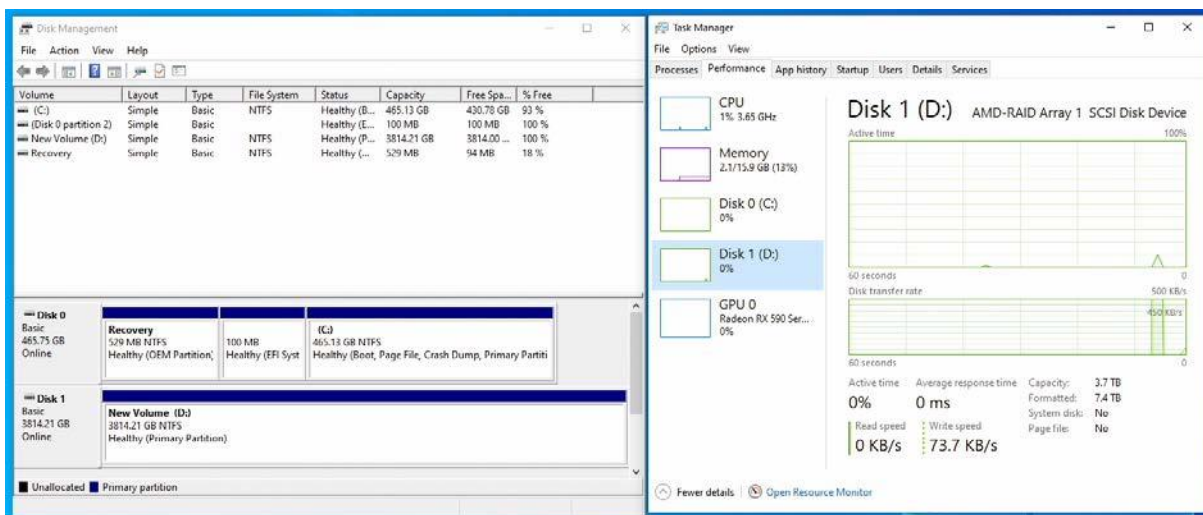 Disk Management
File Action View Help
Volume Layout Type File System Status Capacity Free Spa... % Free
(C:) Simple Basic NTFS Healthy (B... 465.13 GB 430.78 GB 93 %
(Disk 0 partition 2) Simple Basic Healthy (E... 100 MB 100 MB 100 %
New Volume (D:) Simple Basic NTFS Healthy (P... 3814.21 GB 3814.00 ... 100 %
Recovery Simple Basic NTFS Healthy (... 529 MB 94 MB 18 %
Disk 0
Basic
465.75 GB
Online
Recovery
529 MB NTFS
Healthy (OEM Partition)
100 MB
Healthy (EFI Syst
(C:)
465.13 GB NTFS
Healthy (Boot, Page File, Crash Dump, Primary Partiti
Disk 1
Basic
3814.21 GB
Online
New Volume (D:)
3814.21 GB NTFS
Healthy (Primary Partition)
Unallocated Primary partition
Task Manager
File Options View
Processes Performance App history Startup Users Details Services
CPU
1% 3.65 GHz
Memory
2.1/15.9 GB (13%)
Disk 0 (C:)
0%
Disk 1 (D:)
0%
GPU 0
Radeon RX 590 Ser...
0%
Disk 1 (D:) AMD-RAID Array 1 SCSI Disk Device
Active time 100%
60 seconds 0
Disk transfer rate 500 KB/s
450 KB/s
60 seconds 0
Active time Average response time Capacity: 3.7 TB
0% 0 ms Formatted: 7.4 TB
System disk: No
Read speed Write speed Page file: No
0 KB/s 73.7 KB/s
Fewer details Open Resource Monitor